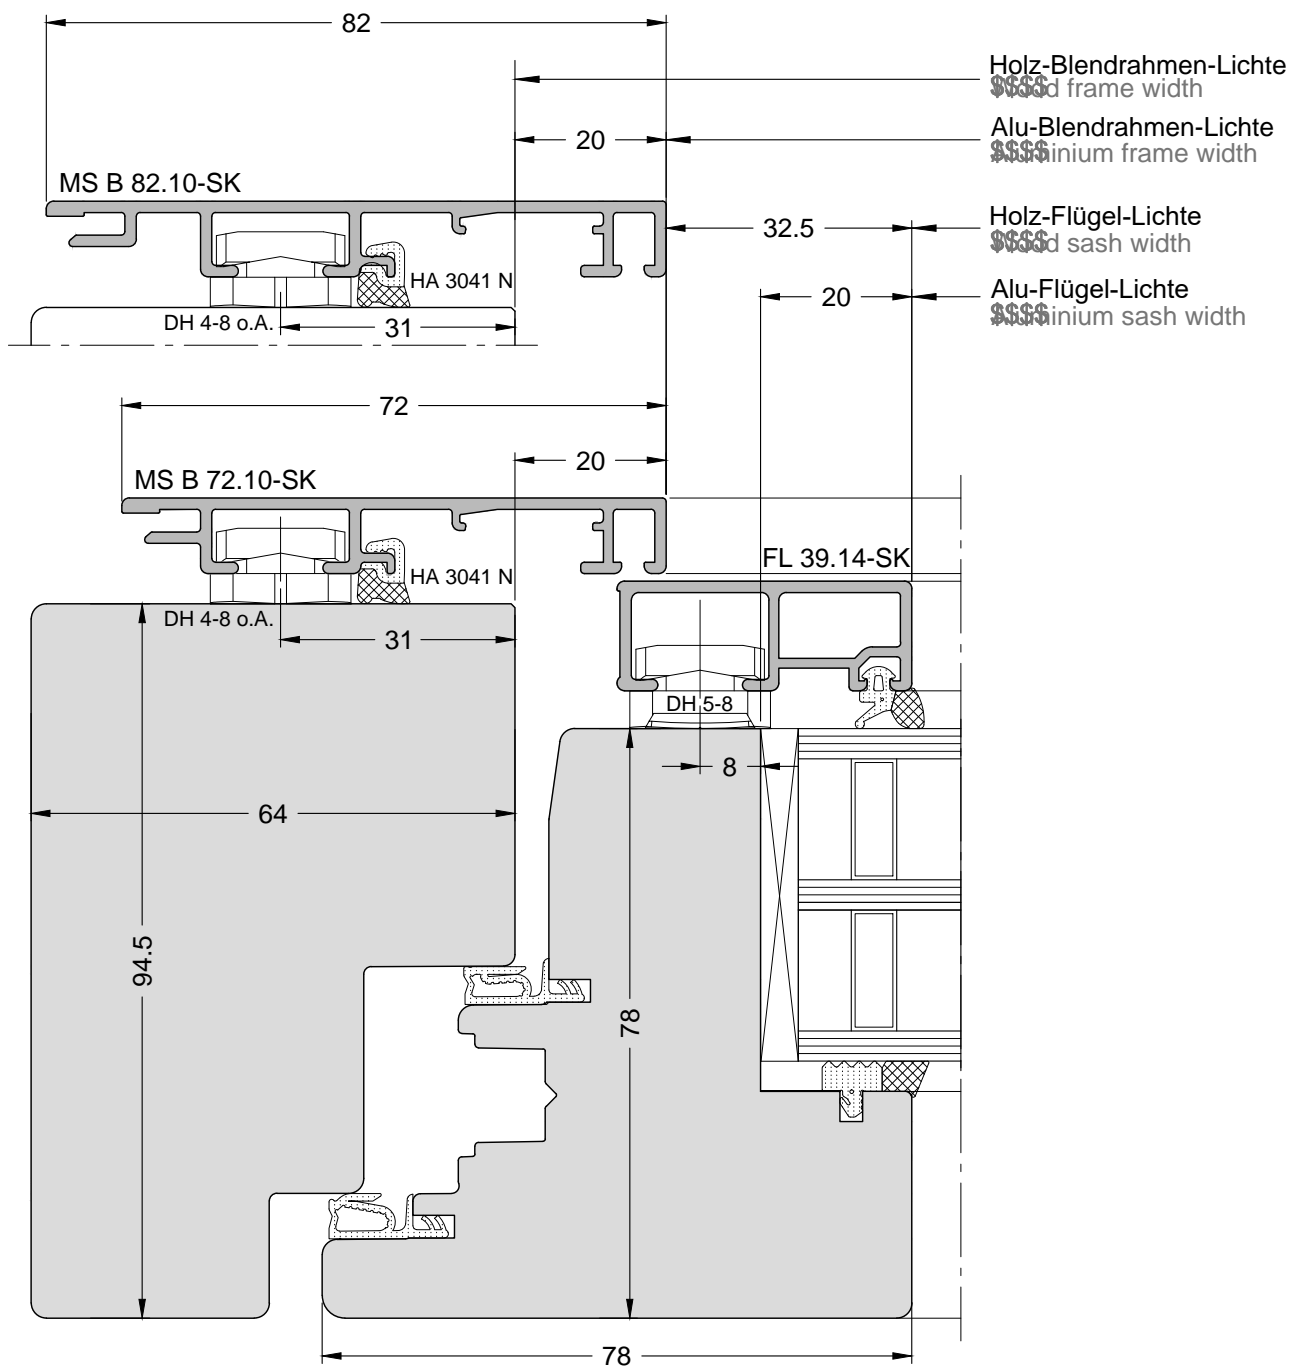 82
Holz-Blendrahmen-Lichte
frame width
20
Alu-Blendrahmen-Lichte
frame width
MS B 82.10-SK
32.5
Holz-Flügel-Lichte
sash width
HA 3041 N
20
Alu-Flügel-Lichte
sash width
DH 4-8 o.A.
31
72
20
MS B 72.10-SK
FL 39.14-SK
HA 3041 N
DH 4-8 o.A.
31
DH 5-8
8
64
94.5
78
78